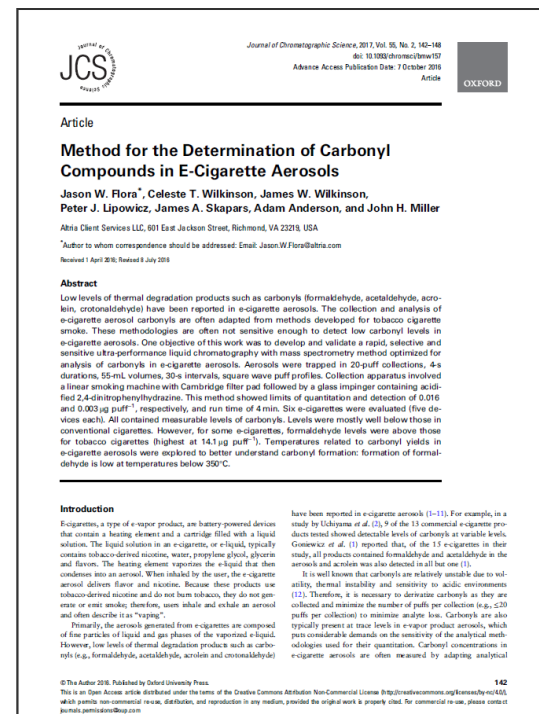 Journal of Chromatographic Science
JCS
Journal of Chromatographic Science, 2017, Vol. 55, No. 2, 142–148
doi: 10.1093/chromsci/bmw157
Advance Access Publication Date: 7 October 2016
Article
OXFORD
Article
Method for the Determination of Carbonyl
Compounds in E-Cigarette Aerosols
Jason W. Flora*, Celeste T. Wilkinson, James W. Wilkinson,
Peter J. Lipowicz, James A. Skapars, Adam Anderson, and John H. Miller
Altria Client Services LLC, 601 East Jackson Street, Richmond, VA 23219, USA
*Author to whom correspondence should be addressed: Email: Jason.W.Flora@altria.com
Received 1 April 2016; Revised 8 July 2016
Abstract
Low levels of thermal degradation products such as carbonyls (formaldehyde, acetaldehyde, acro-
lein, crotonaldehyde) have been reported in e-cigarette aerosols. The collection and analysis of
e-cigarette aerosol carbonyls are often adapted from methods developed for tobacco cigarette
smoke. These methodologies are often not sensitive enough to detect low carbonyl levels in
e-cigarette aerosols. One objective of this work was to develop and validate a rapid, selective and
sensitive ultra-performance liquid chromatography with mass spectrometry method optimized for
analysis of carbonyls in e-cigarette aerosols. Aerosols were trapped in 20-puff collections, 4-s
durations, 55-mL volumes, 30-s intervals, square wave puff profiles. Collection apparatus involved
a linear smoking machine with Cambridge filter pad followed by a glass impinger containing acidi-
fied 2,4-dinitrophenylhydrazine. This method showed limits of quantitation and detection of 0.016
and 0.003 µg puff⁻¹, respectively, and run time of 4 min. Six e-cigarettes were evaluated (five de-
vices each). All contained measurable levels of carbonyls. Levels were mostly well below those in
conventional cigarettes. However, for some e-cigarettes, formaldehyde levels were above those
for tobacco cigarettes (highest at 14.1 µg puff⁻¹). Temperatures related to carbonyl yields in
e-cigarette aerosols were explored to better understand carbonyl formation: formation of formal-
dehyde is low at temperatures below 350°C.
Introduction
E-cigarettes, a type of e-vapor product, are battery-powered devices
that contain a heating element and a cartridge filled with a liquid
solution. The liquid solution in an e-cigarette, or e-liquid, typically
contains tobacco-derived nicotine, water, propylene glycol, glycerin
and flavors. The heating element vaporizes the e-liquid that then
condenses into an aerosol. When inhaled by the user, the e-cigarette
aerosol delivers flavor and nicotine. Because these products use
tobacco-derived nicotine and do not burn tobacco, they do not gen-
erate or emit smoke; therefore, users inhale and exhale an aerosol
and often describe it as "vaping".
Primarily, the aerosols generated from e-cigarettes are composed
of fine particles of liquid and gas phases of the vaporized e-liquid.
However, low levels of thermal degradation products such as carbo-
nyls (e.g., formaldehyde, acetaldehyde, acrolein and crotonaldehyde)
have been reported in e-cigarette aerosols (1–11). For example, in a
study by Uchiyama et al. (2), 9 of the 13 commercial e-cigarette pro-
ducts tested showed detectable levels of carbonyls at variable levels.
Goniewicz et al. (1) reported that, of the 15 e-cigarettes in their
study, all products contained formaldehyde and acetaldehyde in the
aerosols and acrolein was also detected in all but one (1).
It is well known that carbonyls are relatively unstable due to vol-
atility, thermal instability and sensitivity to acidic environments
(12). Therefore, it is necessary to derivatize carbonyls as they are
collected and minimize the number of puffs per collection (e.g., ≤20
puffs per collection) to minimize analyte loss. Carbonyls are also
typically present at trace levels in e-vapor product aerosols, which
puts considerable demands on the sensitivity of the analytical meth-
odologies used for their quantitation. Carbonyl concentrations in
e-cigarette aerosols are often measured by adapting analytical
© The Author 2016. Published by Oxford University Press.
142
This is an Open Access article distributed under the terms of the Creative Commons Attribution Non-Commercial License (http://creativecommons.org/licenses/by-nc/4.0/),
which permits non-commercial re-use, distribution, and reproduction in any medium, provided the original work is properly cited. For commercial re-use, please contact
journals.permissions@oup.com